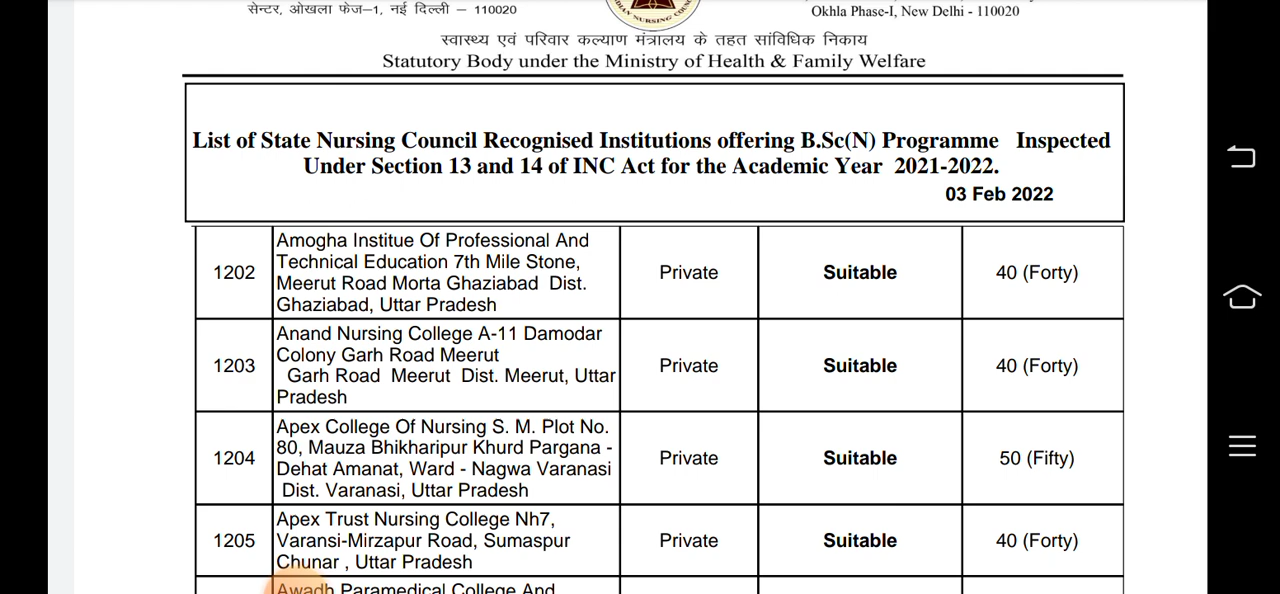 सेन्टर, ओखला फेज–1, नई दिल्ली – 110020
Okhla Phase-I, New Delhi - 110020
NURSING COUNC
स्वास्थ्य एवं परिवार कल्याण मंत्रालय के तहत सांविधिक निकाय
Statutory Body under the Ministry of Health & Family Welfare
List of State Nursing Council Recognised Institutions offering B.Sc(N) Programme Inspected
Under Section 13 and 14 of INC Act for the Academic Year 2021-2022.
03 Feb 2022
1202
Amogha Institue Of Professional And
Technical Education 7th Mile Stone,
Meerut Road Morta Ghaziabad Dist.
Ghaziabad, Uttar Pradesh
Private
Suitable
40 (Forty)
1203
Anand Nursing College A-11 Damodar
Colony Garh Road Meerut
Garh Road Meerut Dist. Meerut, Uttar
Pradesh
Private
Suitable
40 (Forty)
1204
Apex College Of Nursing S. M. Plot No.
80, Mauza Bhikharipur Khurd Pargana -
Dehat Amanat, Ward - Nagwa Varanasi
Dist. Varanasi, Uttar Pradesh
Private
Suitable
50 (Fifty)
1205
Apex Trust Nursing College Nh7,
Varansi-Mirzapur Road, Sumaspur
Chunar , Uttar Pradesh
Private
Suitable
40 (Forty)
Awadh Paramedical College And